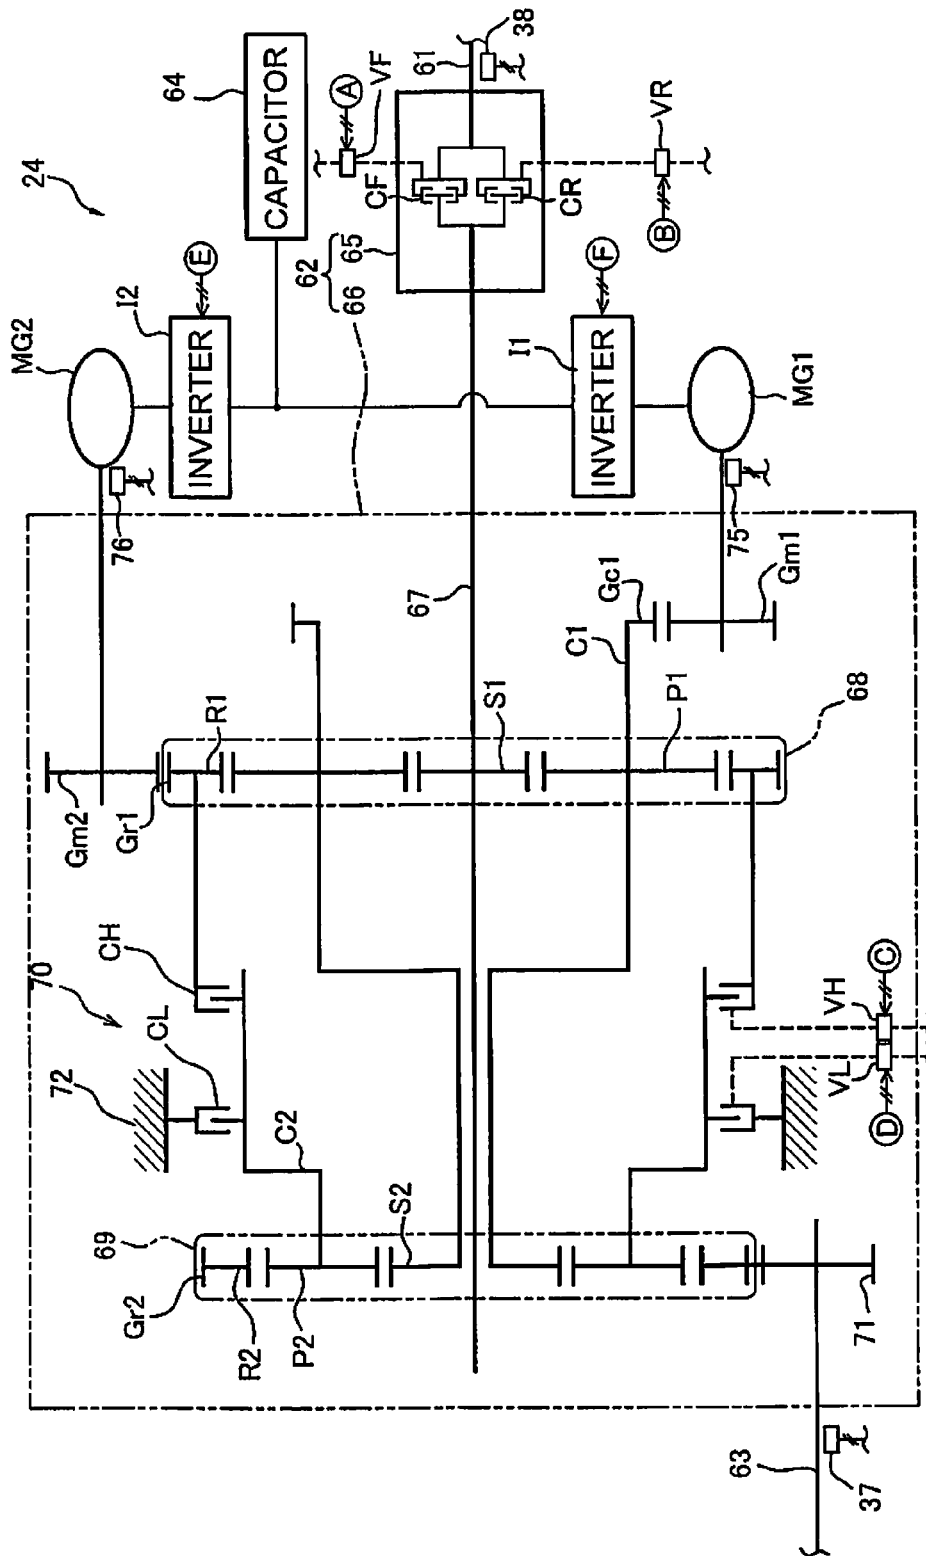 24
64
CAPACITOR
38
61
A
VF
CF
CR
VR
B
62
65
66
MG2
I2
E
INVERTER
I1
F
INVERTER
MG1
76
75
67
Gc1
C1
Gm1
R1
S1
P1
68
Gm2
Gr1
70
CH
CL
72
C2
VH
C
VL
D
69
S2
Gr2
R2
P2
71
63
37